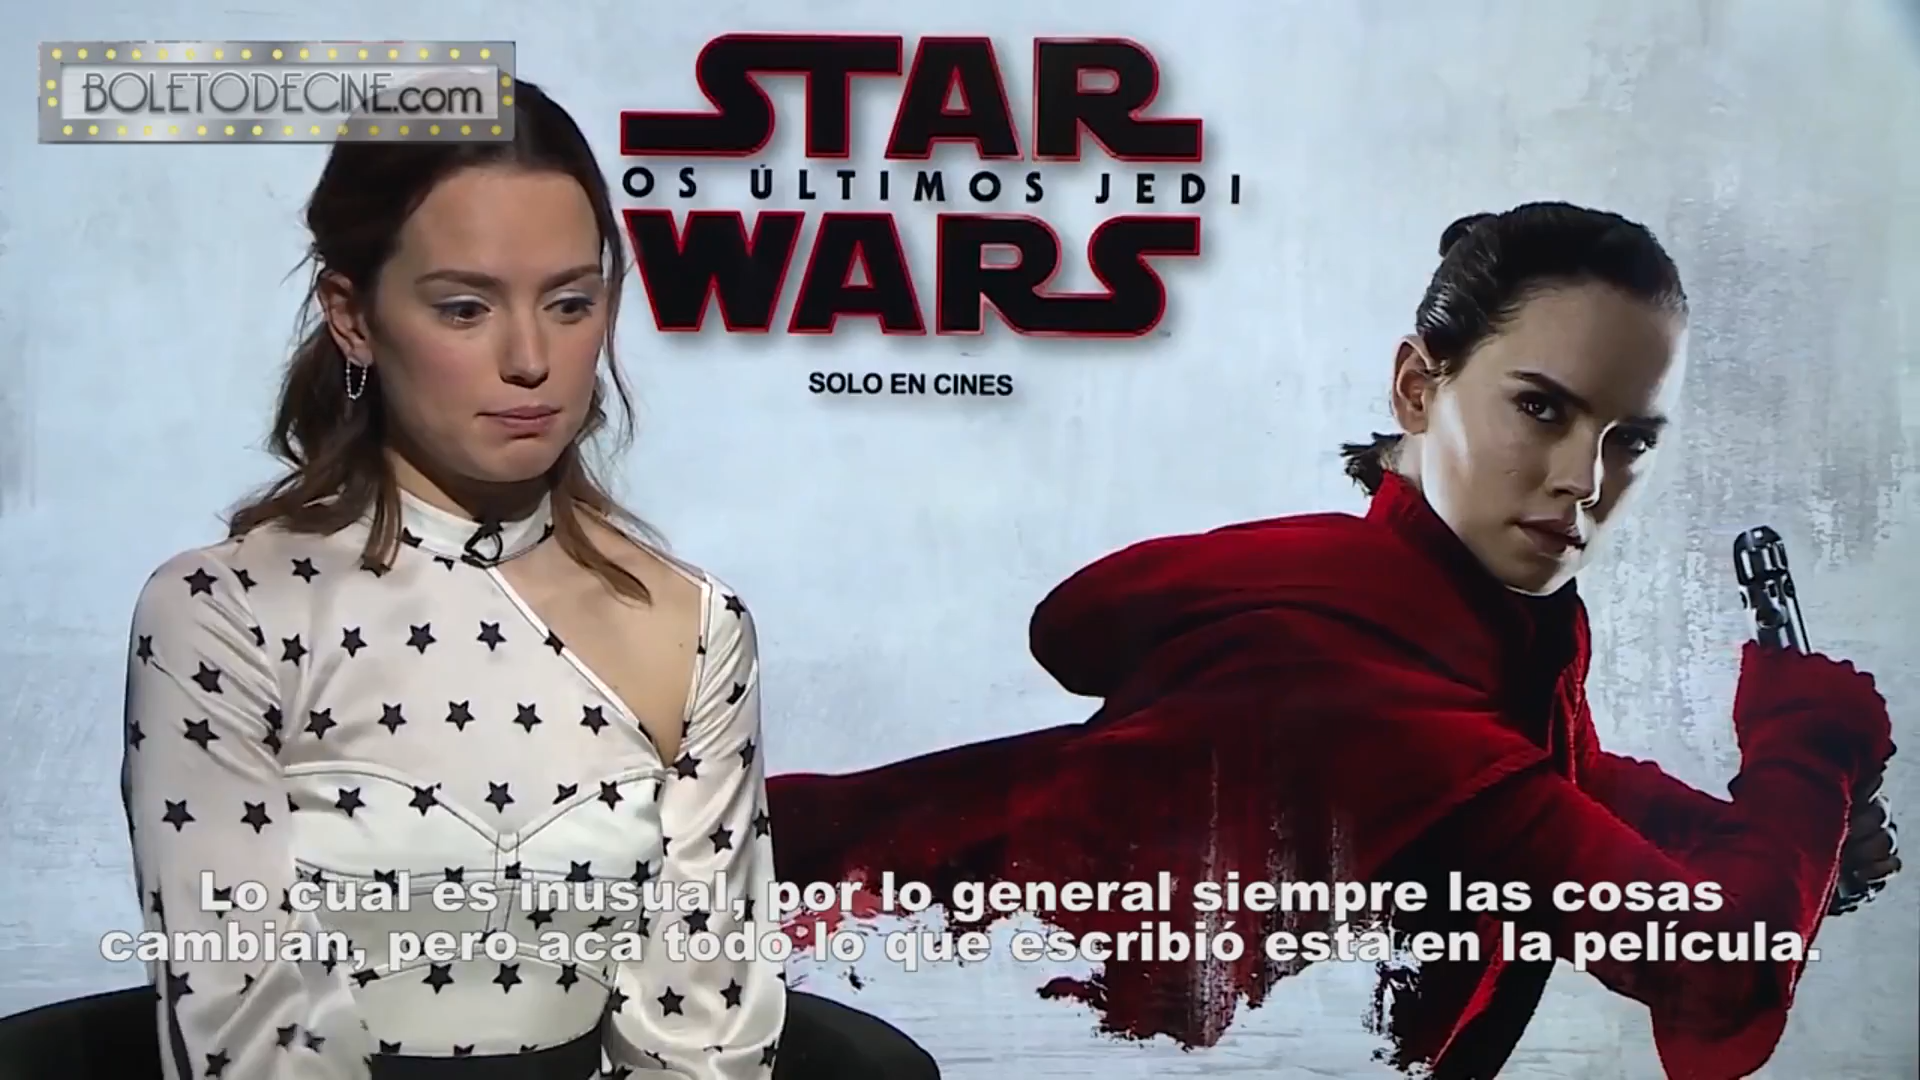 BOLETODECINE.com
STAR
OS ÚLTIMOS JEDI
WARS
SOLO EN CINES
Lo cual es inusual, por lo general siempre las cosas
cambian, pero acá todo lo que escribió está en la película.